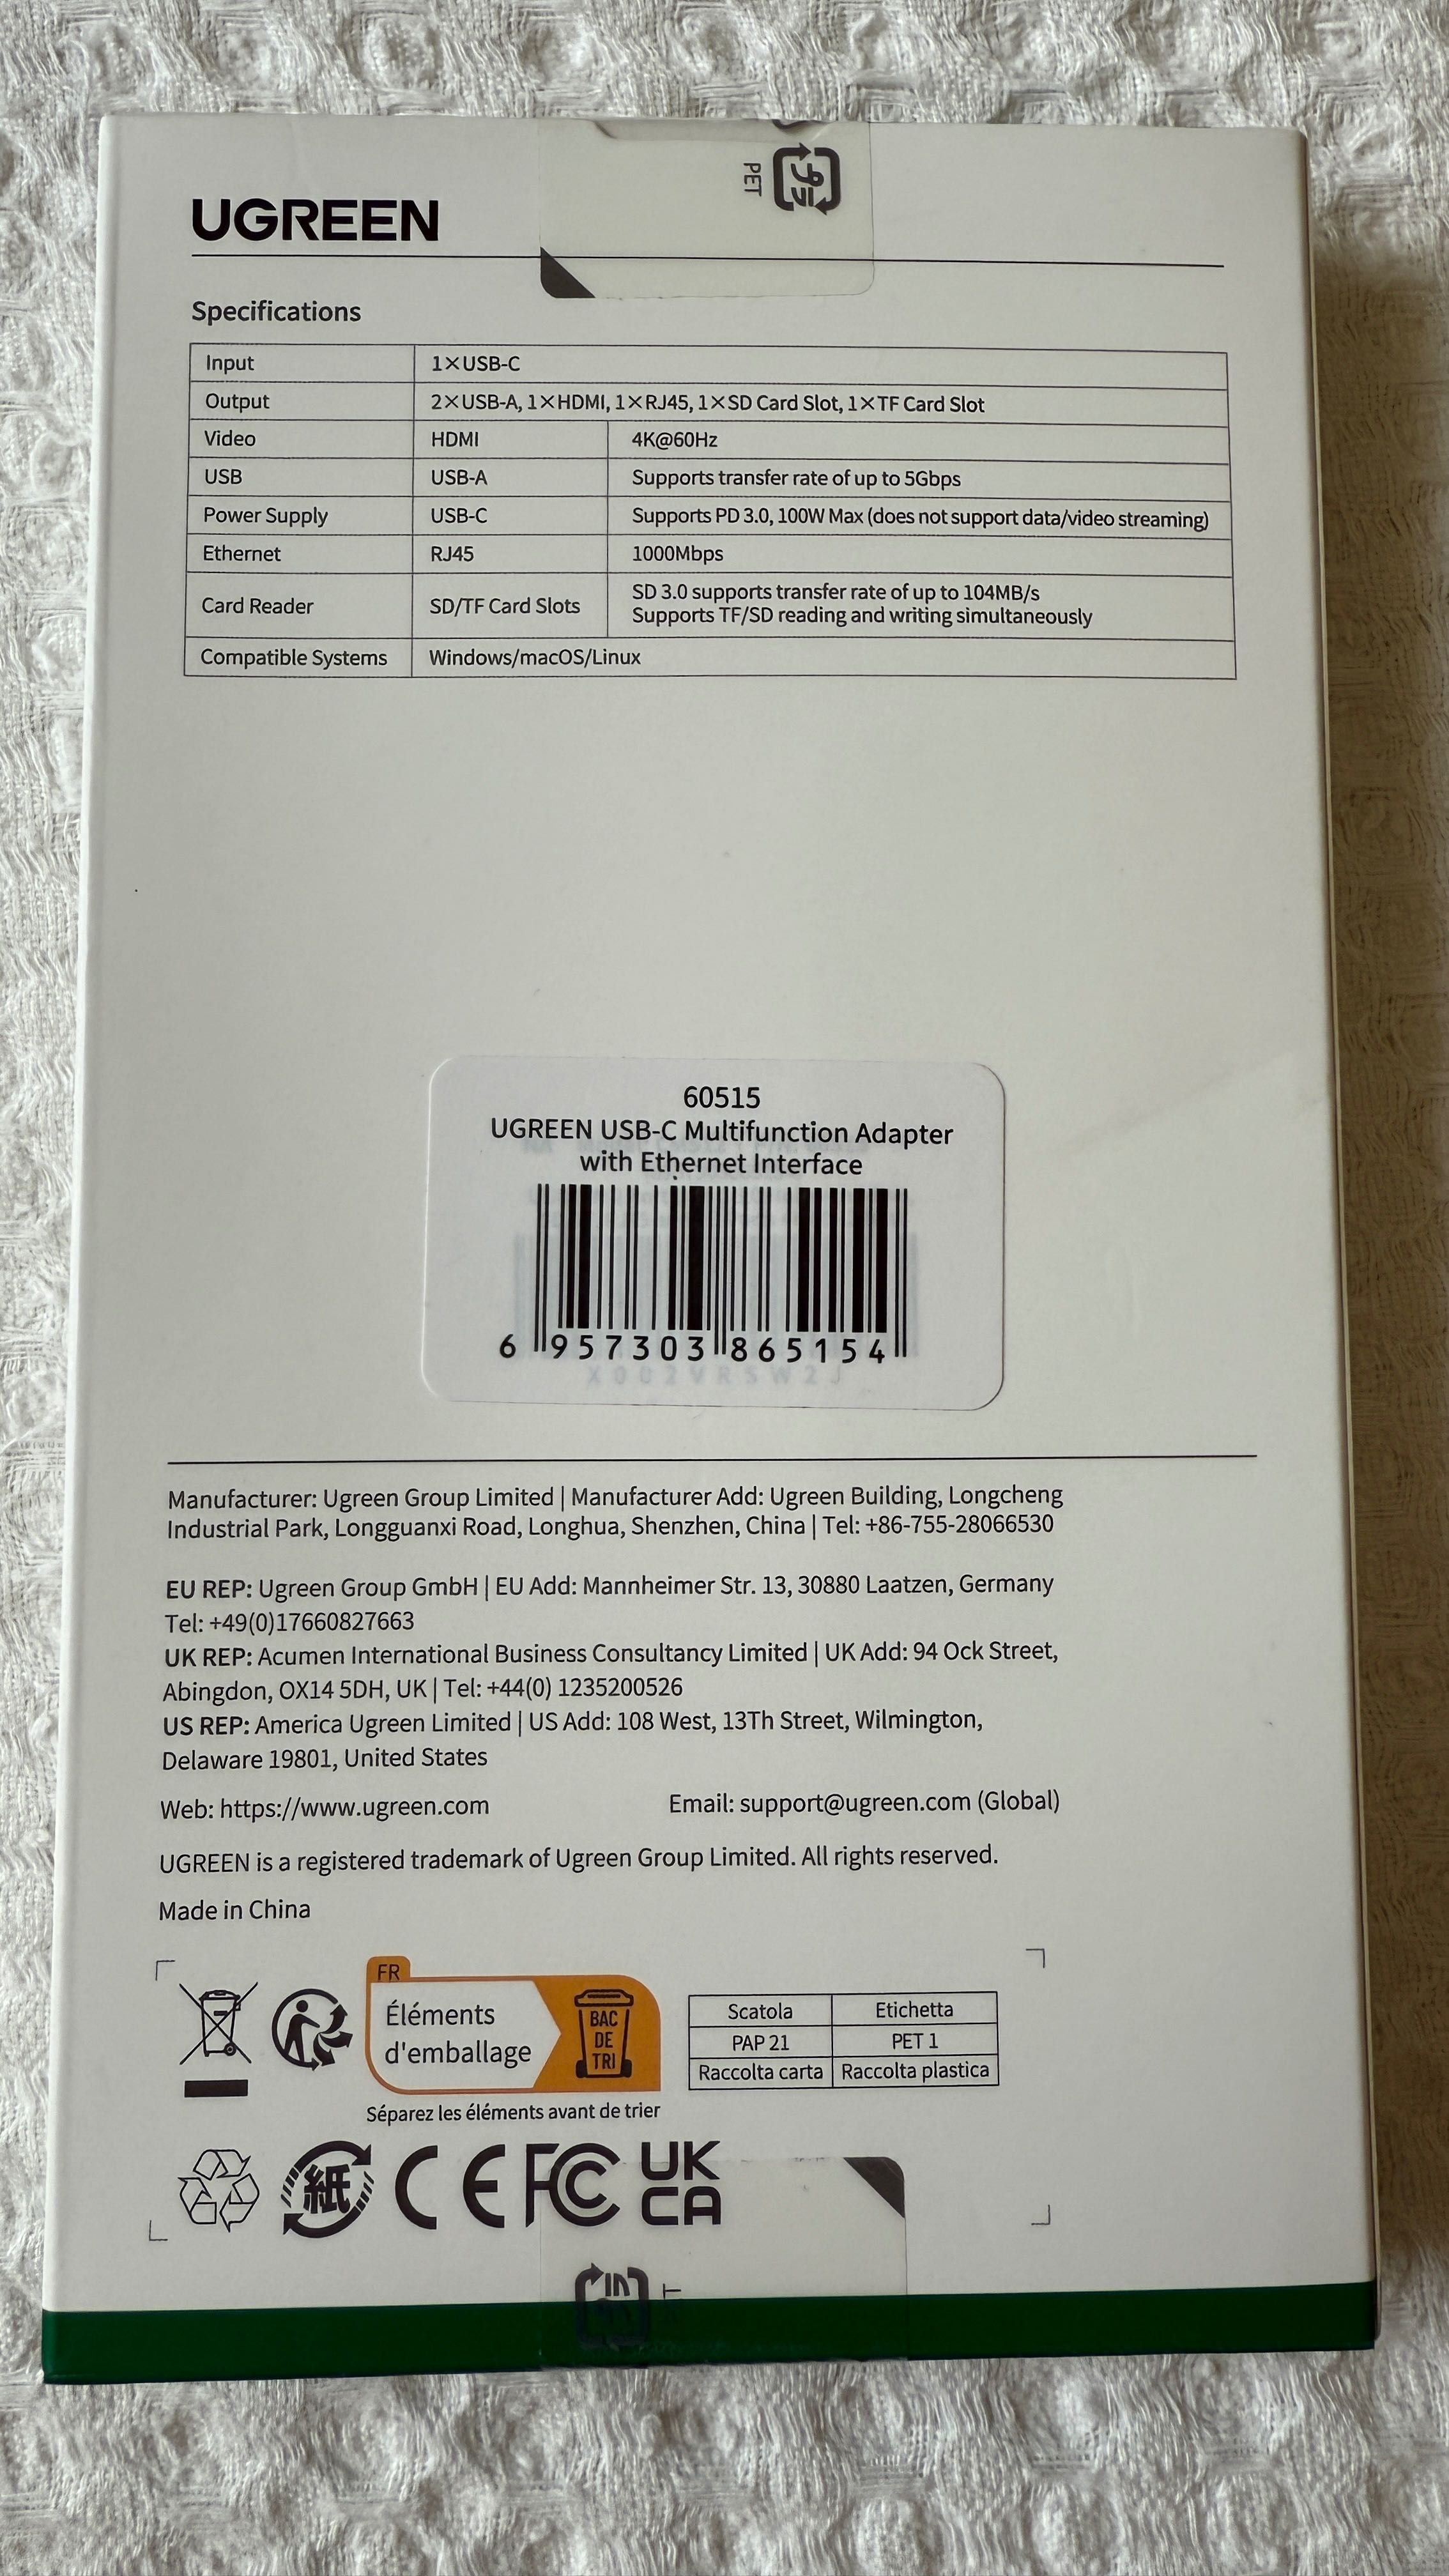 PET
UGREEN
Specifications
Input 1×USB-C
Output 2×USB-A, 1×HDMI, 1×RJ45, 1×SD Card Slot, 1×TF Card Slot
Video HDMI 4K@60Hz
USB USB-A Supports transfer rate of up to 5Gbps
Power Supply USB-C Supports PD 3.0, 100W Max (does not support data/video streaming)
Ethernet RJ45 1000Mbps
Card Reader SD/TF Card Slots SD 3.0 supports transfer rate of up to 104MB/s
Supports TF/SD reading and writing simultaneously
Compatible Systems Windows/macOS/Linux
60515
UGREEN USB-C Multifunction Adapter
with Ethernet Interface
6 957303 865154
X002VRSW2J
Manufacturer: Ugreen Group Limited | Manufacturer Add: Ugreen Building, Longcheng
Industrial Park, Longguanxi Road, Longhua, Shenzhen, China | Tel: +86-755-28066530
EU REP: Ugreen Group GmbH | EU Add: Mannheimer Str. 13, 30880 Laatzen, Germany
Tel: +49(0)17660827663
UK REP: Acumen International Business Consultancy Limited | UK Add: 94 Ock Street,
Abingdon, OX14 5DH, UK | Tel: +44(0) 1235200526
US REP: America Ugreen Limited | US Add: 108 West, 13Th Street, Wilmington,
Delaware 19801, United States
Web: https://www.ugreen.com Email: support@ugreen.com (Global)
UGREEN is a registered trademark of Ugreen Group Limited. All rights reserved.
Made in China
FR
Éléments
d'emballage
BAC
DE
TRI
Séparez les éléments avant de trier
Scatola Etichetta
PAP 21 PET 1
Raccolta carta Raccolta plastica
紙 CE FC UK
CA